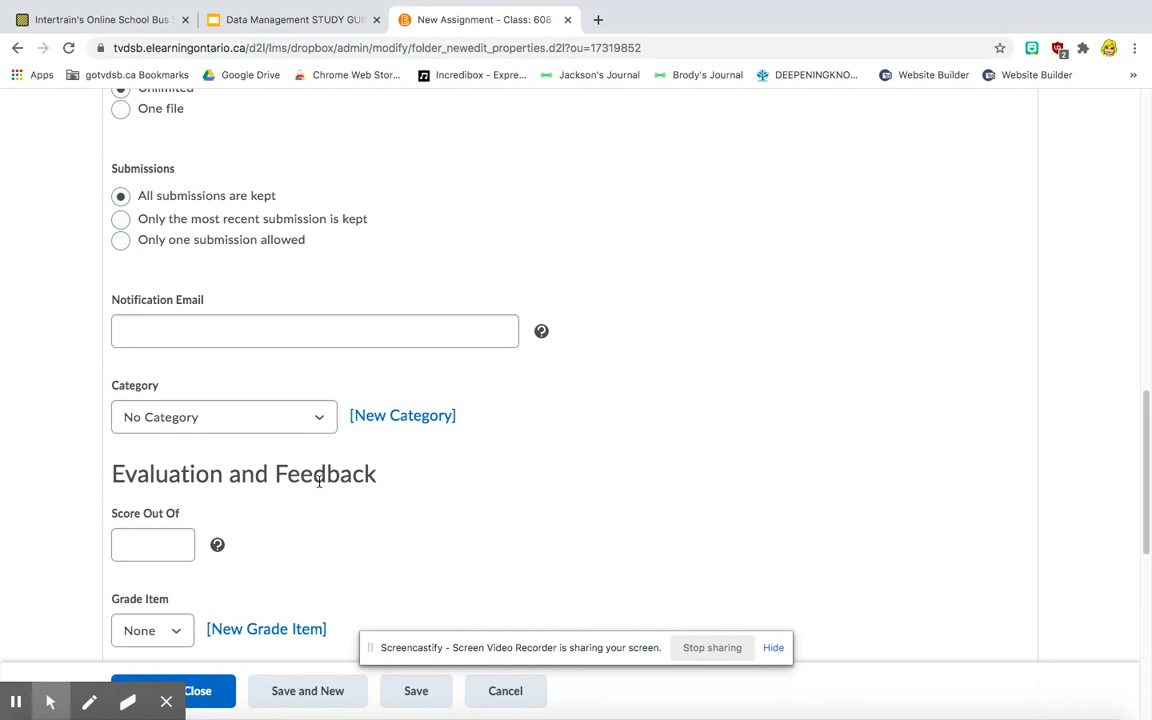 Intertrain's Online School Bus
Data Management STUDY GUI
New Assignment - Class: 608
tvdsb.elearningontario.ca/d2l/lms/dropbox/admin/modify/folder_newedit_properties.d2l?ou=17319852
2
Apps
gotvdsb.ca Bookmarks
Google Drive
Chrome Web Stor...
Incredibox - Expre...
Jackson's Journal
Brody's Journal
DEEPENINGKNO...
Website Builder
Website Builder
»
Unlimited
One file
Submissions
All submissions are kept
Only the most recent submission is kept
Only one submission allowed
Notification Email
Category
No Category
[New Category]
Evaluation and Feedback
Score Out Of
Grade Item
None
[New Grade Item]
Screencastify - Screen Video Recorder is sharing your screen.
Stop sharing
Hide
Close
Save and New
Save
Cancel